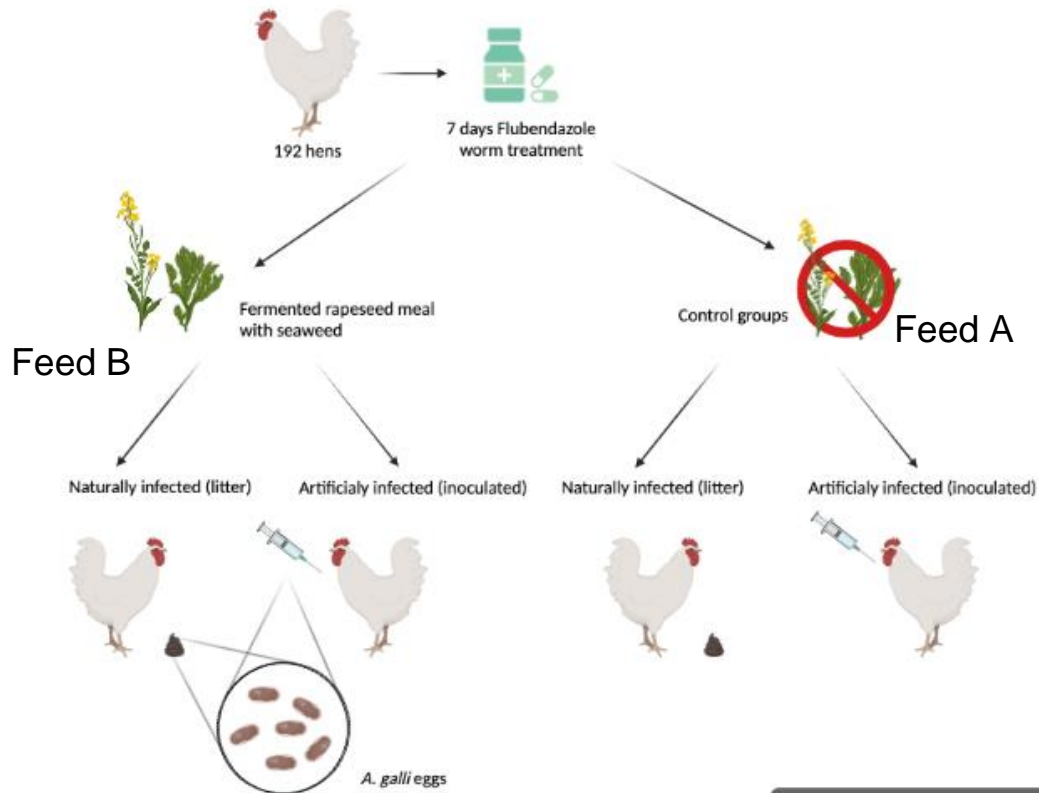 192 hens
7 days Flubendazole
worm treatment
Fermented rapeseed meal
with seaweed
Feed B
Control groups
Feed A
Naturally infected (litter)
Artificialy infected (inoculated)
Naturally infected (litter)
Artificialy infected (inoculated)
A. galli eggs